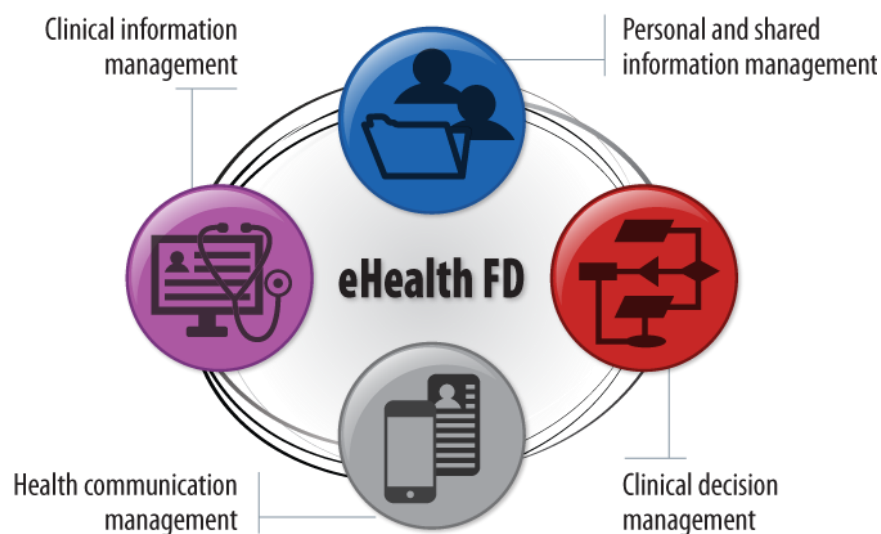 Clinical information
management
Personal and shared
information management
eHealth FD
Health communication
management
Clinical decision
management